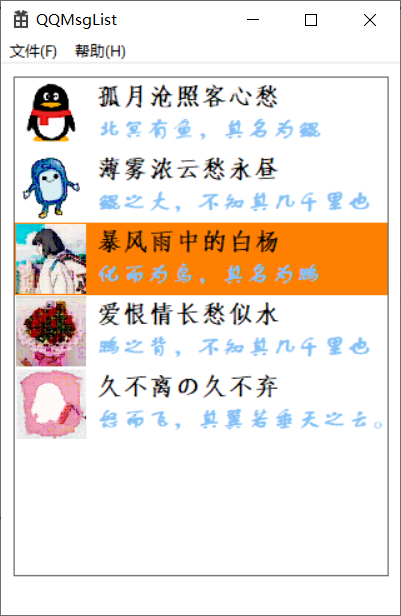 QQMsgList
文件(F) 帮助(H)
孤月沧照客心愁
北冥有鱼，其名为鲲
薄雾浓云愁永昼
鲲之大，不知其几千里也
暴风雨中的白杨
化而为鸟，其名为鹏
爱恨情长愁似水
鹏之背，不知其几千里也
久不离の久不弃
怒而飞，其翼若垂天之云。